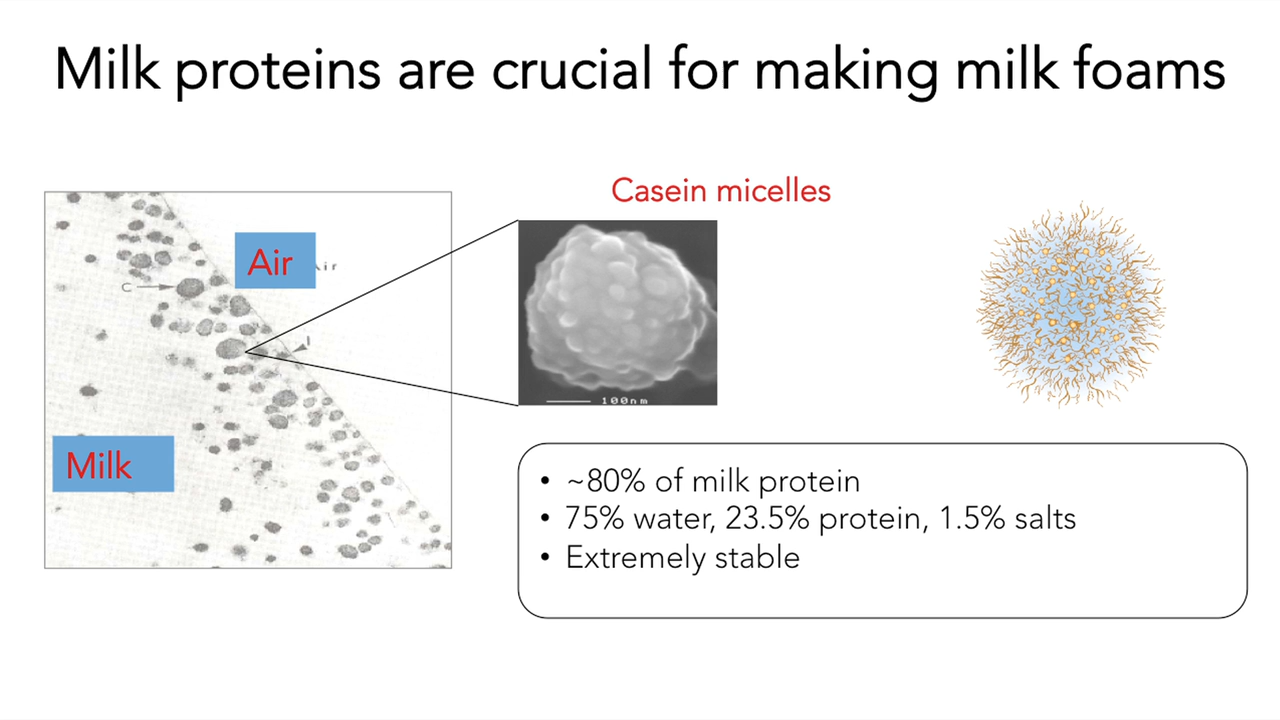 Milk proteins are crucial for making milk foams
Casein micelles
Air
C
I
Milk
100nm
• ~80% of milk protein
• 75% water, 23.5% protein, 1.5% salts
• Extremely stable